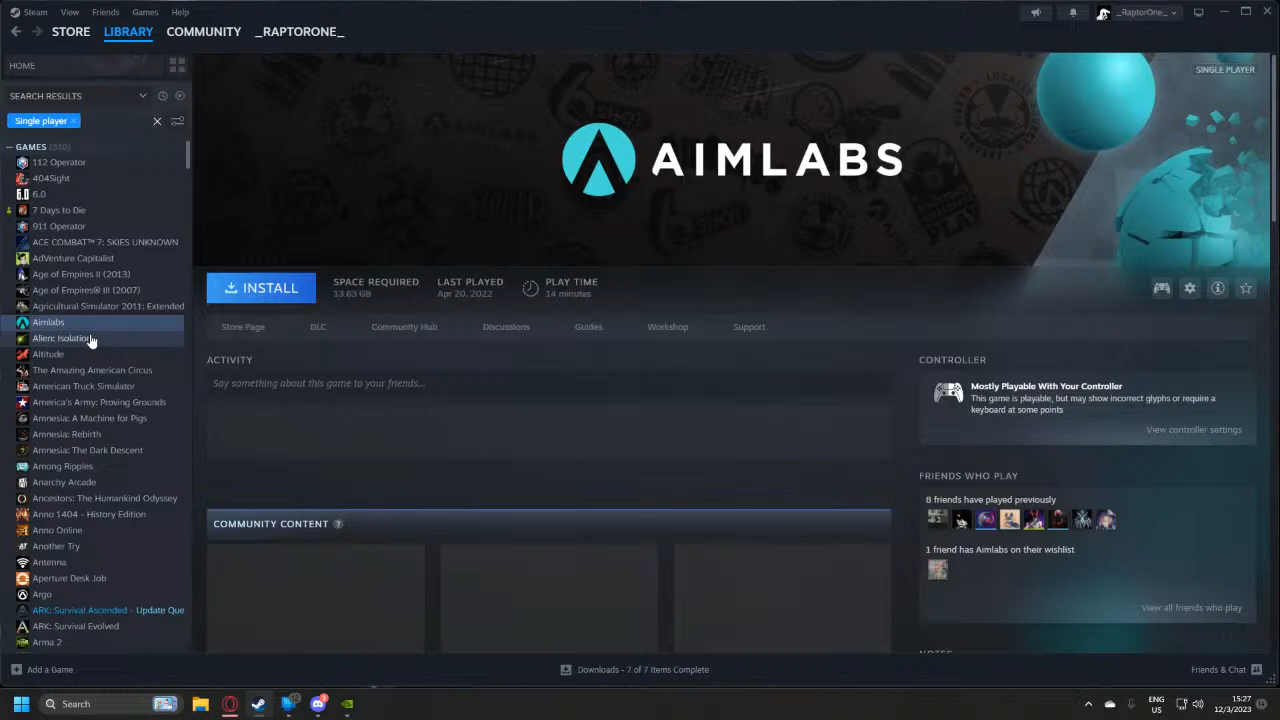 Steam View Friends Games Help
_RaptorOne_
STORE LIBRARY COMMUNITY _RAPTORONE_
HOME
SEARCH RESULTS
Single player
GAMES (910)
112 Operator
404Sight
6.0
7 Days to Die
911 Operator
ACE COMBAT™ 7: SKIES UNKNOWN
AdVenture Capitalist
Age of Empires II (2013)
Age of Empires® III (2007)
Agricultural Simulator 2011: Extended
Aimlabs
Alien: Isolation
Altitude
The Amazing American Circus
American Truck Simulator
America's Army: Proving Grounds
Amnesia: A Machine for Pigs
Amnesia: Rebirth
Amnesia: The Dark Descent
Among Ripples
Anarchy Arcade
Ancestors: The Humankind Odyssey
Anno 1404 - History Edition
Anno Online
Another Try
Antenna
Aperture Desk Job
Argo
ARK: Survival Ascended - Update Que
ARK: Survival Evolved
Arma 2
SINGLE PLAYER
AIMLABS
INSTALL
SPACE REQUIRED
13.63 GB
LAST PLAYED
Apr 20, 2022
PLAY TIME
14 minutes
Store Page DLC Community Hub Discussions Guides Workshop Support
ACTIVITY
Say something about this game to your friends...
COMMUNITY CONTENT ?
CONTROLLER
Mostly Playable With Your Controller
This game is playable, but may show incorrect glyphs or require a
keyboard at some points
View controller settings
FRIENDS WHO PLAY
8 friends have played previously
1 friend has Aimlabs on their wishlist
View all friends who play
NOTES
Add a Game
Downloads - 7 of 7 Items Complete
Friends & Chat
Search
ENG
US
15:27
12/3/2023